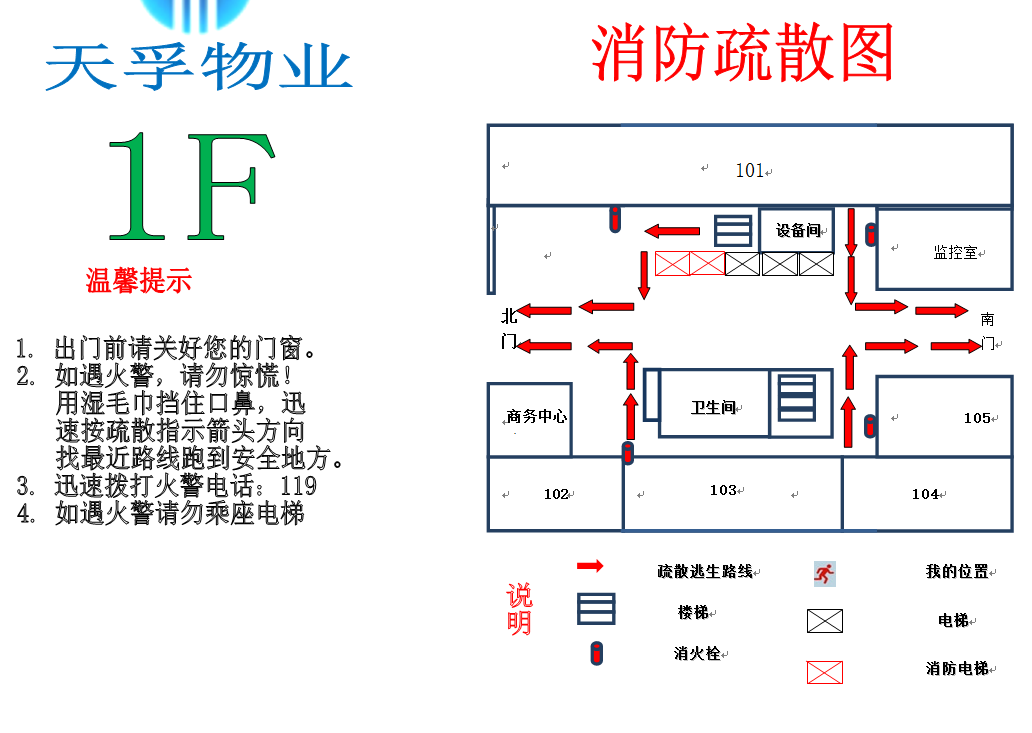 天孚物业
消防疏散图
1F
温馨提示
1. 出门前请关好您的门窗。
2. 如遇火警，请勿惊慌！
用湿毛巾挡住口鼻，迅
速按疏散指示箭头方向
找最近路线跑到安全地方。
3. 迅速拨打火警电话：119
4. 如遇火警请勿乘座电梯
101
设备间
监控室
北
门
南
门
商务中心
卫生间
105
102
103
104
说
明
疏散逃生路线
我的位置
楼梯
电梯
消火栓
消防电梯